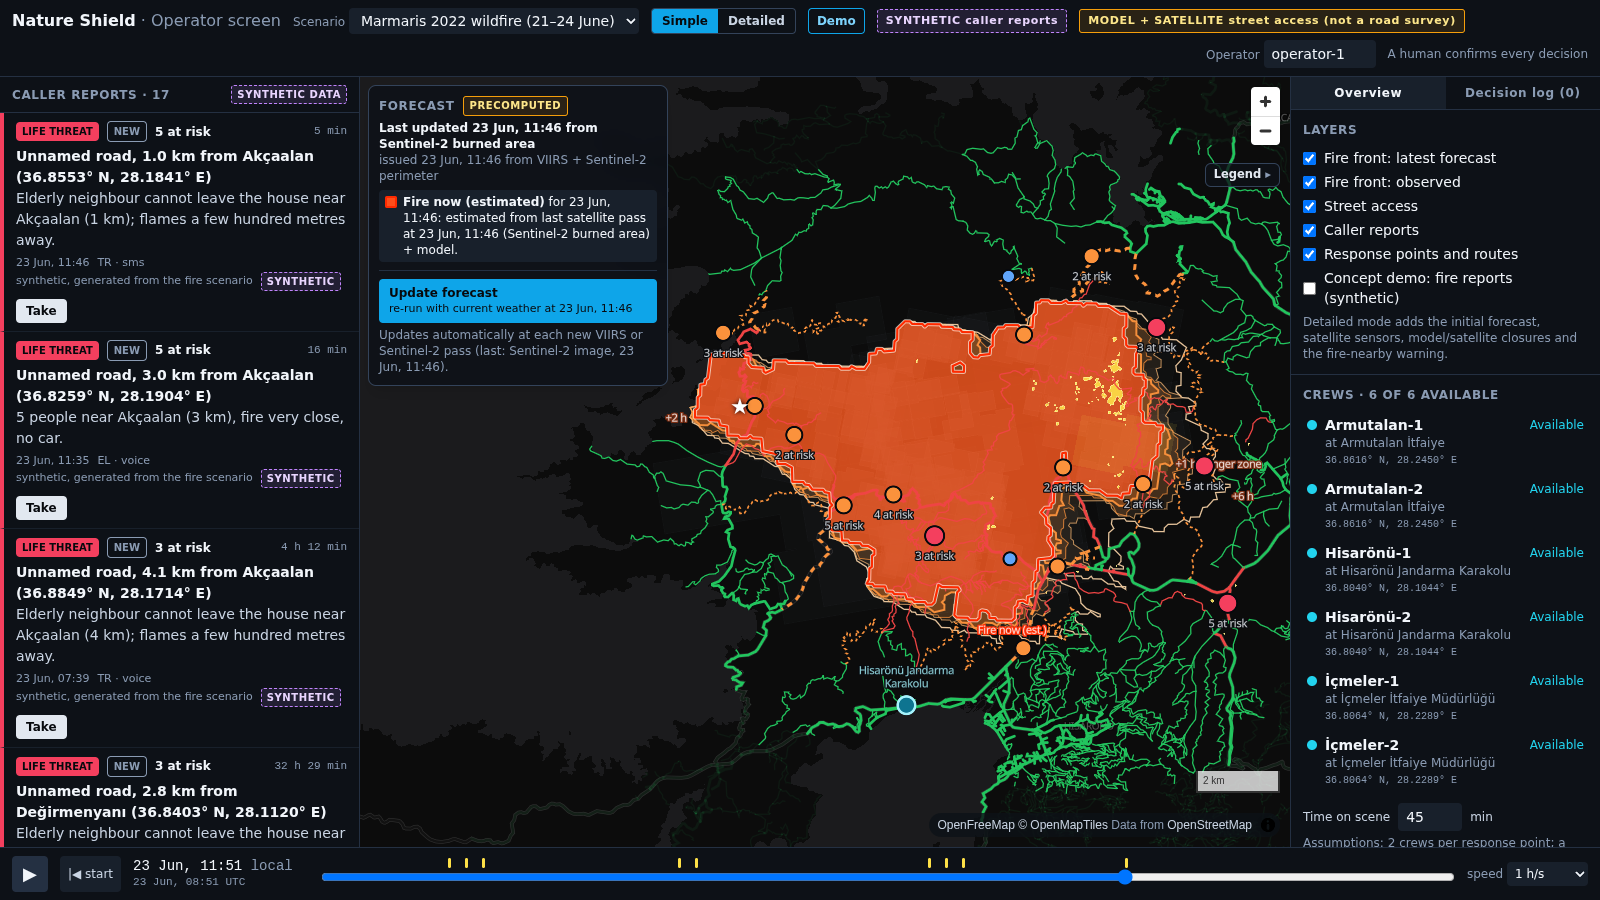 Nature Shield · Operator screen
Scenario
Marmaris 2022 wildfire (21–24 June)
Simple
Detailed
Demo
SYNTHETIC caller reports
MODEL + SATELLITE street access (not a road survey)
Operator
operator-1
A human confirms every decision
CALLER REPORTS · 17
SYNTHETIC DATA
LIFE THREAT
NEW
5 at risk
5 min
Unnamed road, 1.0 km from Akçaalan
(36.8553° N, 28.1841° E)
Elderly neighbour cannot leave the house near
Akçaalan (1 km); flames a few hundred metres
away.
23 Jun, 11:46 TR · sms
synthetic, generated from the fire scenario
SYNTHETIC
Take
LIFE THREAT
NEW
5 at risk
16 min
Unnamed road, 3.0 km from Akçaalan
(36.8259° N, 28.1904° E)
5 people near Akçaalan (3 km), fire very close,
no car.
23 Jun, 11:35 EL · voice
synthetic, generated from the fire scenario
SYNTHETIC
Take
LIFE THREAT
NEW
3 at risk
4 h 12 min
Unnamed road, 4.1 km from Akçaalan
(36.8849° N, 28.1714° E)
Elderly neighbour cannot leave the house near
Akçaalan (4 km); flames a few hundred metres
away.
23 Jun, 07:39 TR · voice
synthetic, generated from the fire scenario
SYNTHETIC
Take
LIFE THREAT
NEW
3 at risk
32 h 29 min
Unnamed road, 2.8 km from
Değirmenyanı (36.8403° N, 28.1120° E)
Elderly neighbour cannot leave the house near
FORECAST
PRECOMPUTED
Last updated 23 Jun, 11:46 from
Sentinel-2 burned area
issued 23 Jun, 11:46 from VIIRS + Sentinel-2
perimeter
Fire now (estimated) for 23 Jun,
11:46: estimated from last satellite pass
at 23 Jun, 11:46 (Sentinel-2 burned area)
+ model.
Update forecast
re-run with current weather at 23 Jun, 11:46
Updates automatically at each new VIIRS or
Sentinel-2 pass (last: Sentinel-2 image, 23
Jun, 11:46).
+
−
Legend ▸
2 at risk
3 at risk
3 at risk
+2 h
2 at risk
+1 h
nger zone
5 at risk
+6 h
2 at risk
2 at risk
4 at risk
5 at risk
3 at risk
5 at risk
Fire now (est.)
Hisarönü Jandarma
Karakolu
2 km
OpenFreeMap © OpenMapTiles Data from OpenStreetMap
Overview
Decision log (0)
LAYERS
Fire front: latest forecast
Fire front: observed
Street access
Caller reports
Response points and routes
Concept demo: fire reports
(synthetic)
Detailed mode adds the initial forecast,
satellite sensors, model/satellite closures and
the fire-nearby warning.
CREWS · 6 OF 6 AVAILABLE
Armutalan-1
Available
at Armutalan İtfaiye
36.8616° N, 28.2450° E
Armutalan-2
Available
at Armutalan İtfaiye
36.8616° N, 28.2450° E
Hisarönü-1
Available
at Hisarönü Jandarma Karakolu
36.8040° N, 28.1044° E
Hisarönü-2
Available
at Hisarönü Jandarma Karakolu
36.8040° N, 28.1044° E
İçmeler-1
Available
at İçmeler İtfaiye Müdürlüğü
36.8064° N, 28.2289° E
İçmeler-2
Available
at İçmeler İtfaiye Müdürlüğü
36.8064° N, 28.2289° E
Time on scene
45
min
Assumptions: 2 crews per response point; a
start
23 Jun, 11:51 local
23 Jun, 08:51 UTC
speed
1 h/s